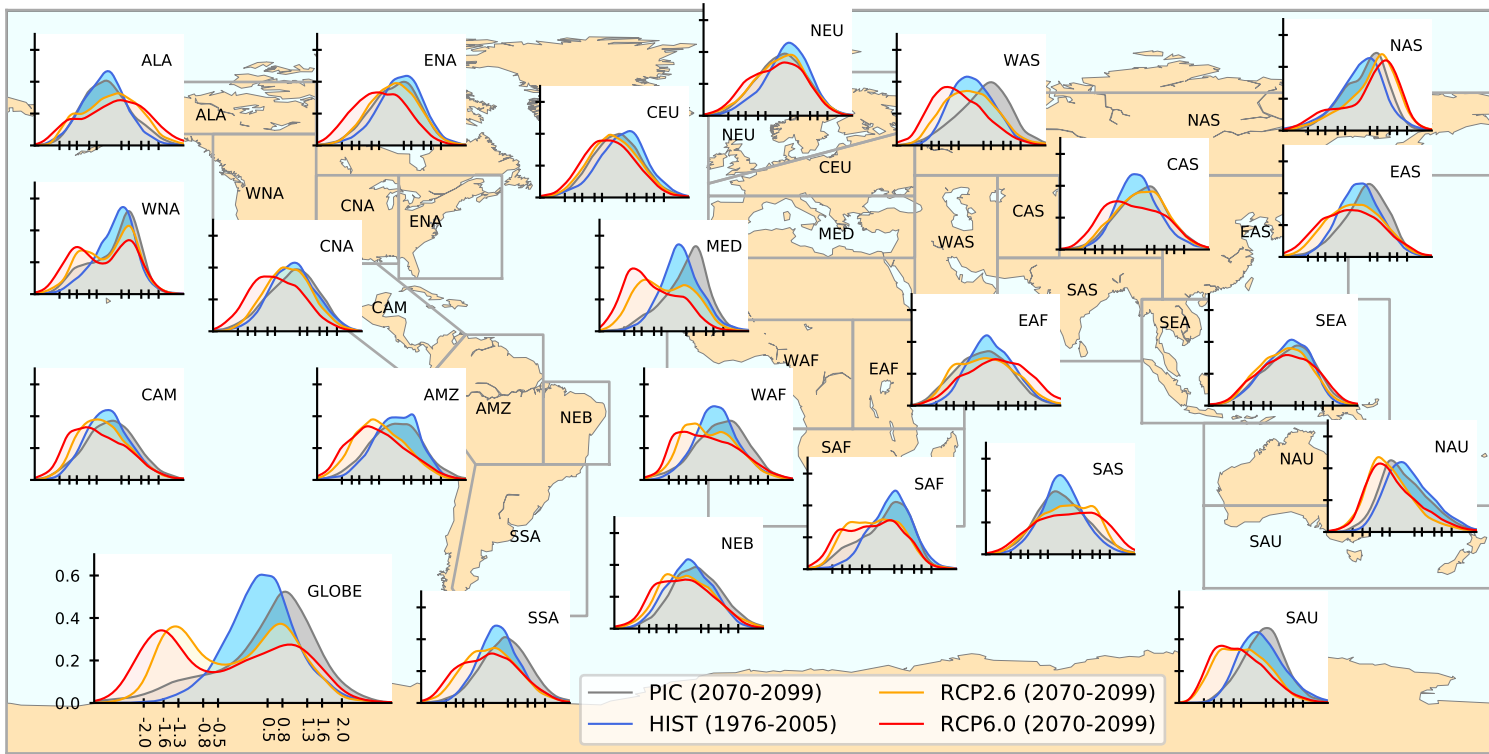 NEU
NAS
ALA
ENA
WAS
CEU
ALA
NAS
NEU
CAS
CEU
EAS
WNA
CNA
WNA
CAS
ENA
EAS
MED
WAS
CNA
MED
SAS
CAM
EAF
SEA
SEA
WAF
EAF
CAM
AMZ
WAF
AMZ
NEB
SAF
NAU
NAU
SAS
SAF
SSA
SAU
NEB
0.6
GLOBE
0.4
SSA
SAU
0.2
0.0
-2.0
-1.6
-1.3
-0.8
-0.5
0.5
0.8
1.3
1.6
2.0
PIC (2070-2099)
RCP2.6 (2070-2099)
HIST (1976-2005)
RCP6.0 (2070-2099)